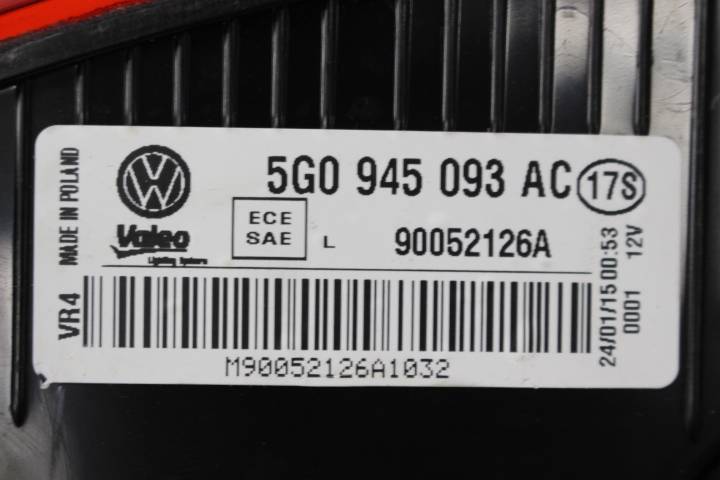 5G0 945 093 AC 17S
ECE
SAE
L
90052126A
Valeo
Lighting Systems
M90052126A1032
VR4 MADE IN POLAND
24/01/15 00:53
0001 12V